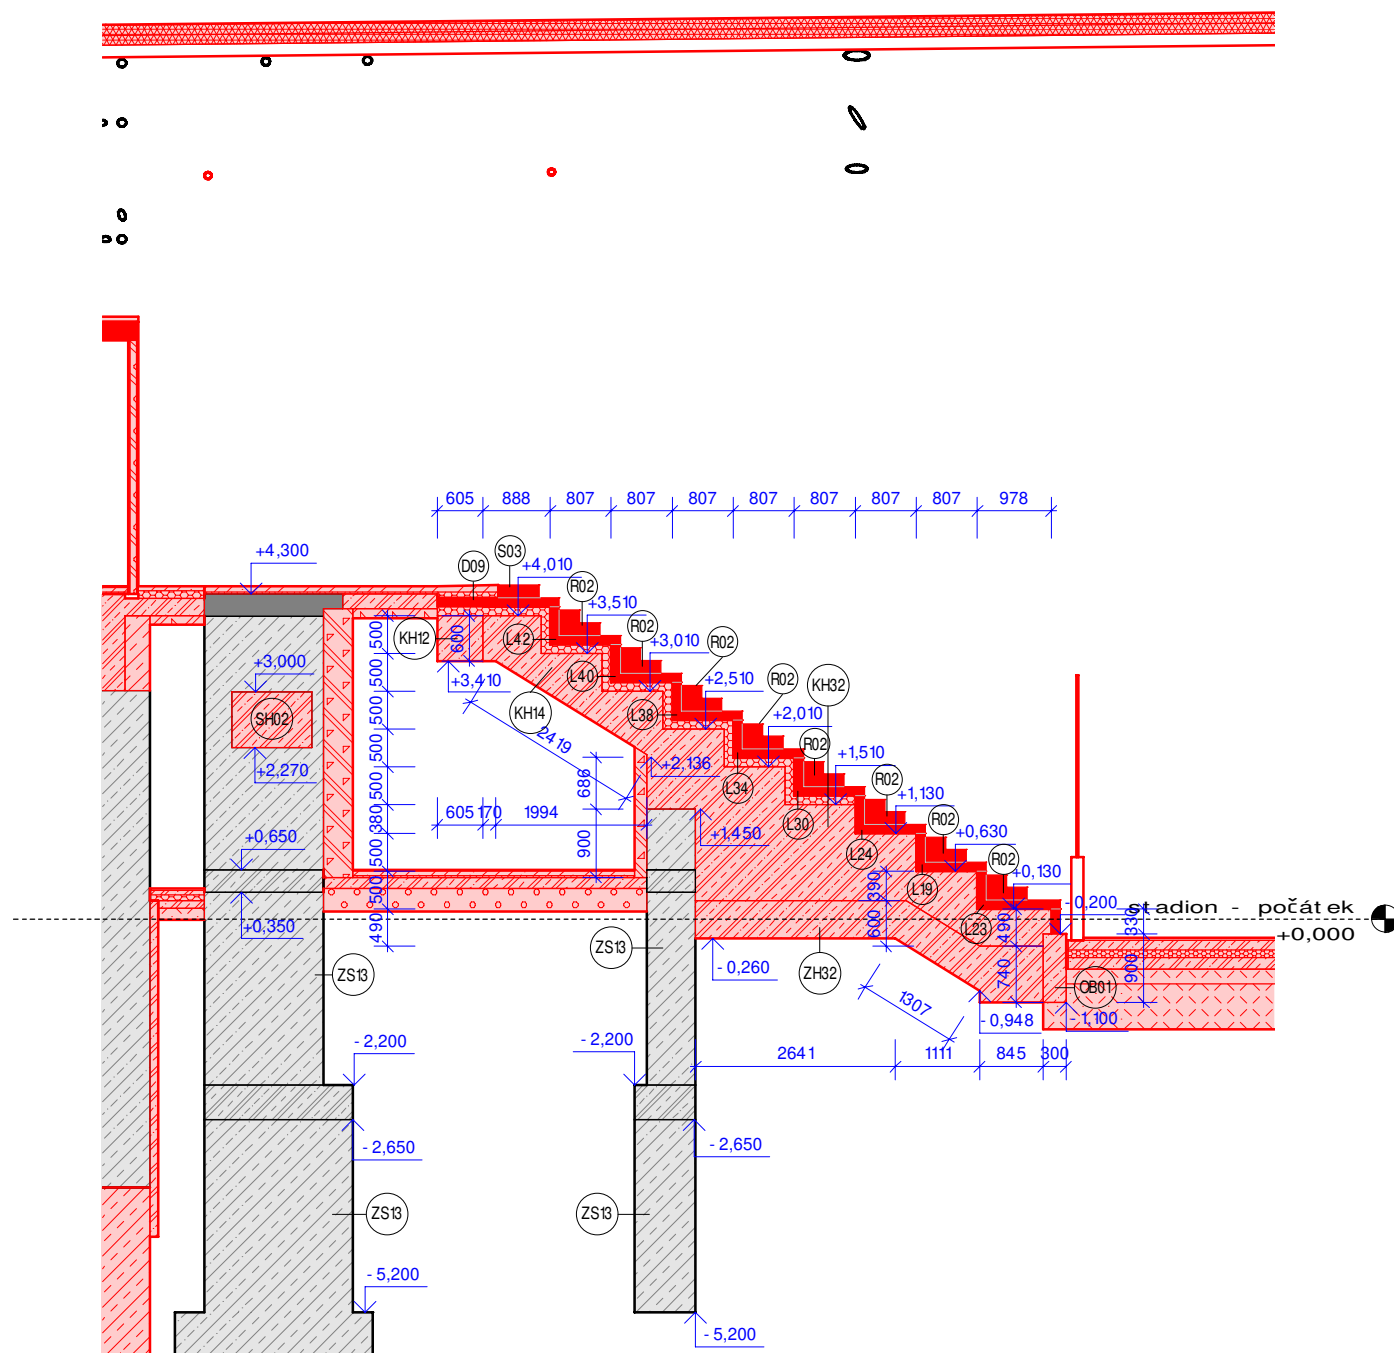 605 888 807 807 807 807 807 807 807 978
+4,300
S03
D09
+4,010
R02
+3,510
R02
KH12
600
L42
+3,010
R02
500
+3,000
+3,410
L40
+2,510
R02
KH32
500
SH02
KH14
L38
+2,010
R02
500
2419
+2,270
+2,136
+1,510
R02
500
686
L34
+1,130
R02
500
605 170 1994
+1,450
L30
+0,630
R02
380
+0,650
900
L24
+0,130
500
390
L19
- 0,200
stadion - počátek
500
+0,350
600
490
L23
330
+0,000
490
ZS13
ZS13
- 0,260
ZH32
740
OB01
900
1307
- 0,948
- 1,100
- 2,200
- 2,200
2641 1111 845 300
- 2,650
- 2,650
ZS13
ZS13
- 5,200
- 5,200